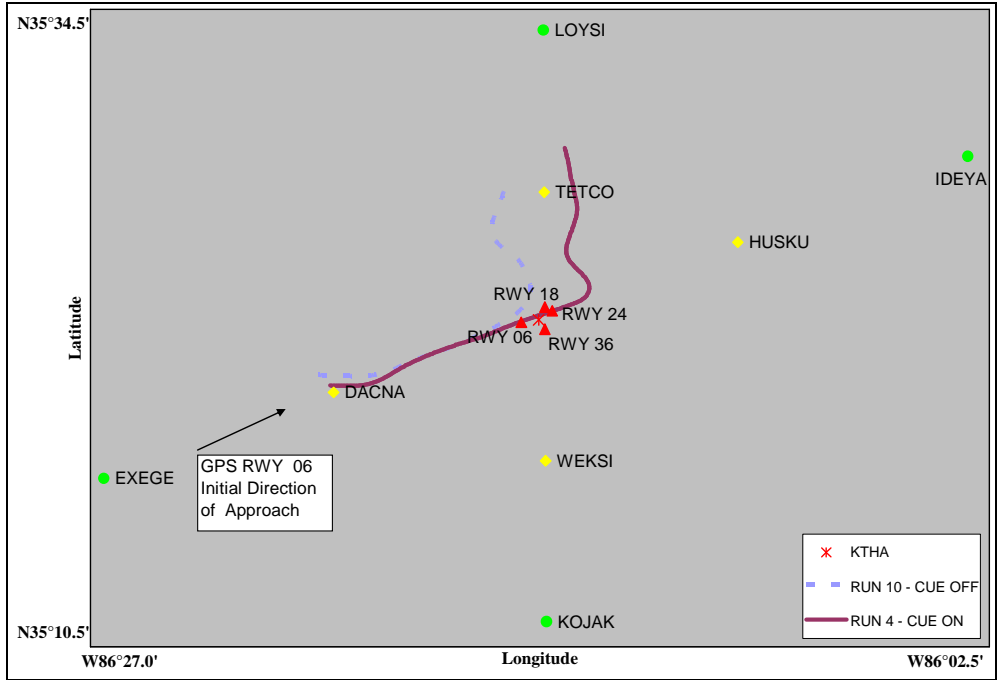 N35°34.5'
LOYSI
IDEYA
TETCO
HUSKU
RWY 18
RWY 24
RWY 06
RWY 36
Latitude
DACNA
GPS RWY 06
Initial Direction
of Approach
EXEGE
WEKSI
KTHA
RUN 10 - CUE OFF
RUN 4 - CUE ON
KOJAK
N35°10.5'
W86°27.0'
Longitude
W86°02.5'